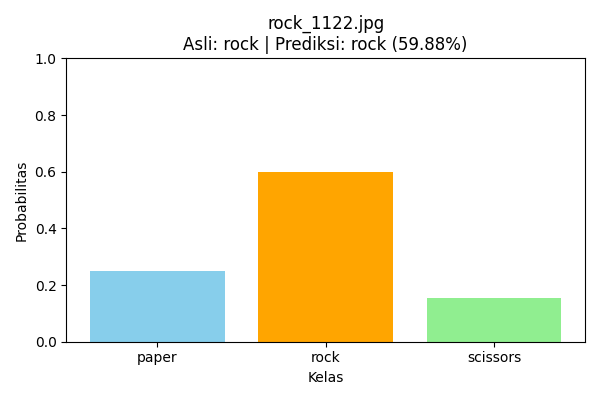 rock_1122.jpg
Asli: rock | Prediksi: rock (59.88%)
1.0
0.8
0.6
0.4
0.2
0.0
Probabilitas
paper rock scissors
Kelas